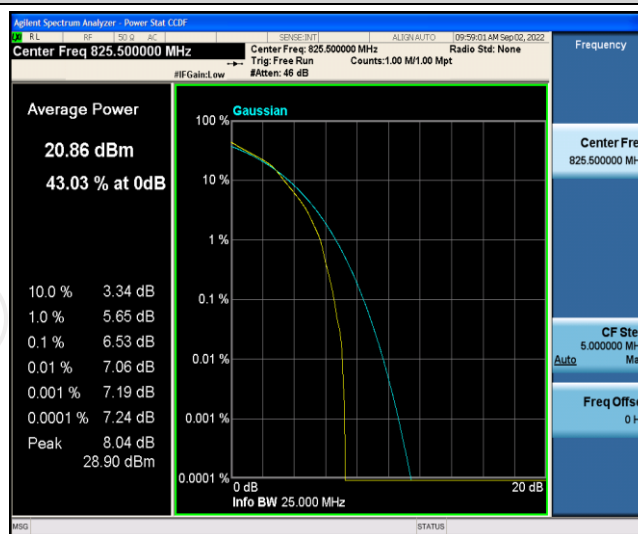 Agilent Spectrum Analyzer - Power Stat CCDF
RL RF 50 Ω AC SENSE:INT ALIGN AUTO 09:59:01 AM Sep 02, 2022
Center Freq 825.500000 MHz
Center Freq: 825.500000 MHz Radio Std: None
Trig: Free Run Counts:1.00 M/1.00 Mpt
#IFGain:Low #Atten: 46 dB
Frequency
Average Power
20.86 dBm
43.03 % at 0dB
10.0 % 3.34 dB
1.0 % 5.65 dB
0.1 % 6.53 dB
0.01 % 7.06 dB
0.001 % 7.19 dB
0.0001 % 7.24 dB
Peak 8.04 dB
28.90 dBm
Gaussian
100 %
10 %
1 %
0.1 %
0.01 %
0.001 %
0.0001 %
0 dB 20 dB
Info BW 25.000 MHz
Center Fre
825.500000 MH
CF Ste
5.000000 MH
Auto Ma
Freq Offs
0 H
MSG STATUS